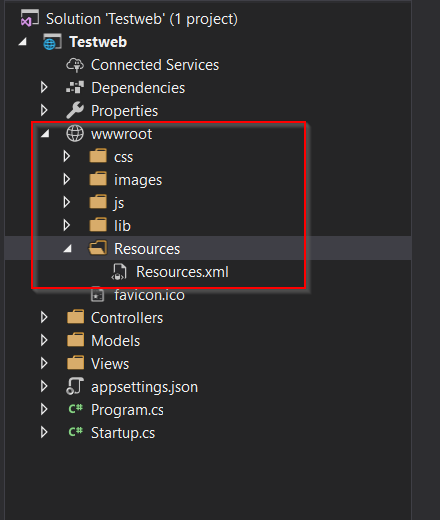 Solution 'Testweb' (1 project)
Testweb
Connected Services
Dependencies
Properties
wwwroot
css
images
js
lib
Resources
Resources.xml
favicon.ico
Controllers
Models
Views
appsettings.json
C# Program.cs
C# Startup.cs